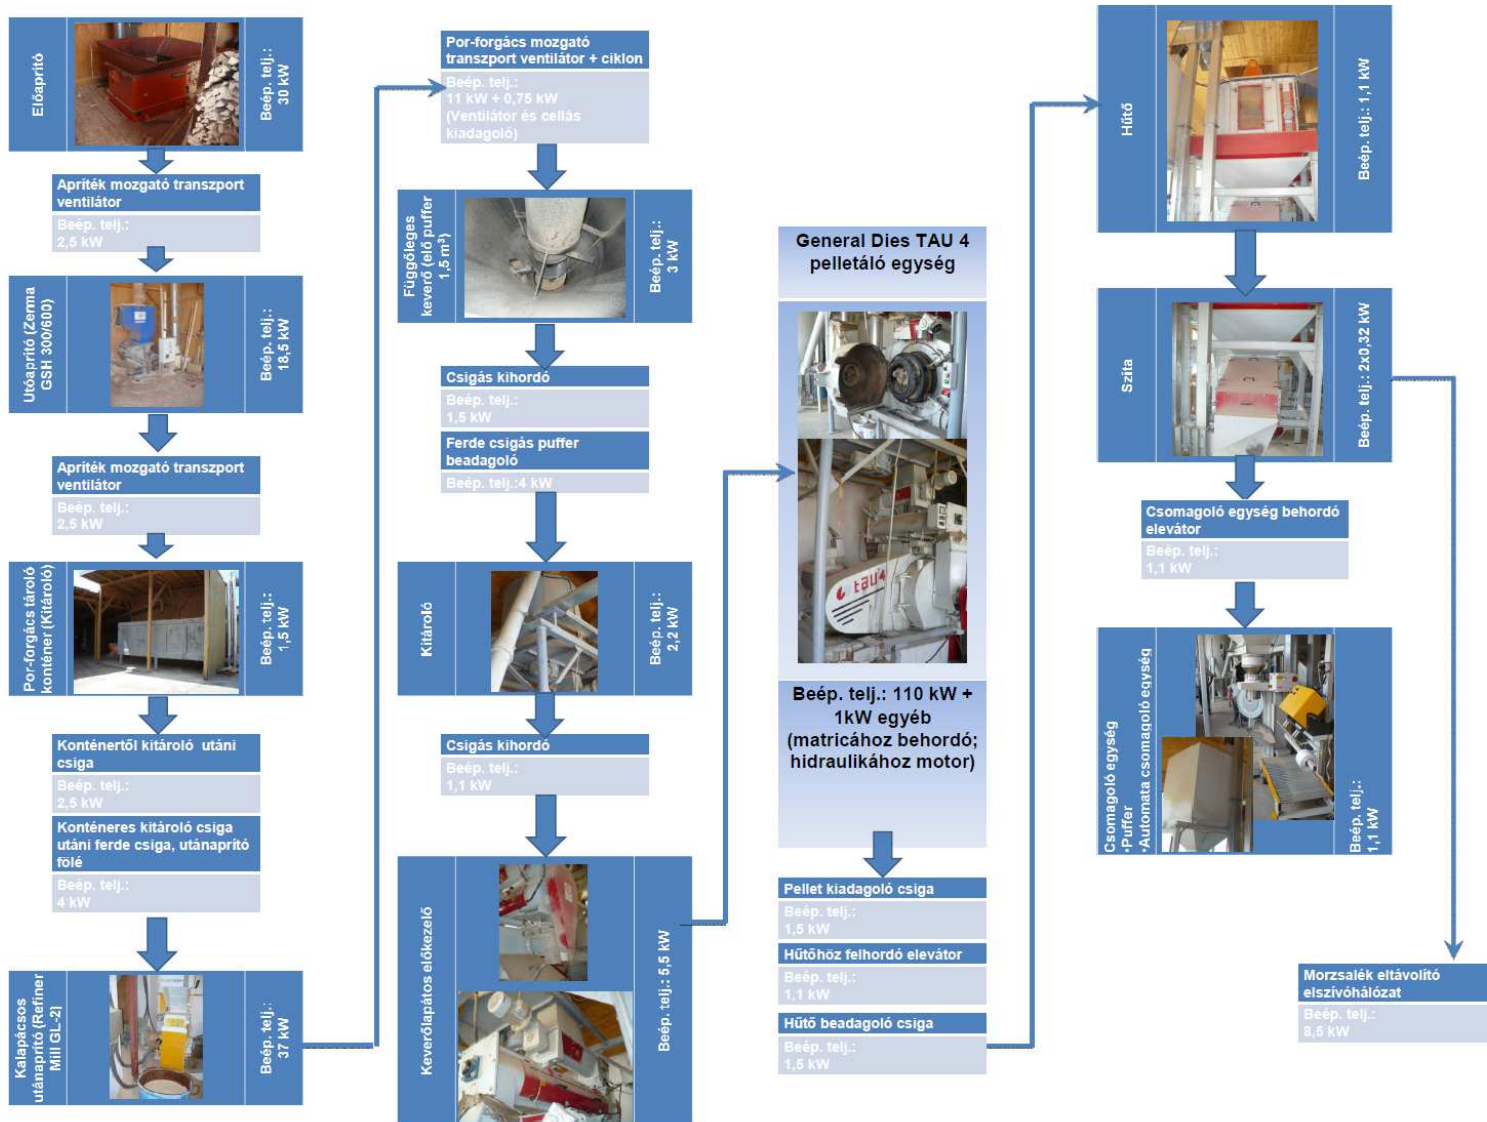 Előaprító
Beép. telj.:
30 kW
Apríték mozgató transzport
ventilátor
Beép. telj.:
2,5 kW
Utóaprító (Zerma
GSH 300/600)
Beép. telj.:
18,5 kW
Apríték mozgató transzport
ventilátor
Beép. telj.:
2,5 kW
Por-forgács tároló
konténer (Kitároló)
Beép. telj.:
1,5 kW
Konténertől kitároló utáni
csiga
Beép. telj.:
2,5 kW
Konténeres kitároló csiga
utáni ferde csiga, utánaprító
fölé
Beép. telj.:
4 kW
Kalapácsos
utánaprító (Refiner
Mill GL-2)
Beép. telj.:
37 kW
Por-forgács mozgató
transport ventilátor + ciklon
Beép. telj.:
11 kW + 0,75 kW
(Ventilátor és cellás
kiadagoló)
Függőleges
keverő (elő puffer
1,5 m³)
Beép. telj.:
3 kW
Csigás kihordó
Beép. telj.:
1,5 kW
Ferde csigás puffer
beadagoló
Beép. telj.:4 kW
Kitároló
Beép. telj.:
2,2 kW
Csigás kihordó
Beép. telj.:
1,1 kW
Keverőlapátos előkezelő
Beép. telj.: 5,5 kW
General Dies TAU 4
pelletáló egység
tau4
Beép. telj.: 110 kW +
1kW egyéb
(matricához behordó;
hidraulikához motor)
Pellet kiadagoló csiga
Beép. telj.:
1,5 kW
Hűtőhöz felhordó elevátor
Beép. telj.:
1,1 kW
Hűtő beadagoló csiga
Beép. telj.:
1,5 kW
Hűtő
Beép. telj.: 1,1 kW
Szita
Beép. telj.: 2x0,32 kW
Csomagoló egység behordó
elevátor
Beép. telj.:
1,1 kW
Csomagoló egység
•Puffer
•Automata csomagoló egység
Beép. telj.:
1,1 kW
Morzsalék eltávolító
elszívóhálózat
Beép. telj.:
8,5 kW